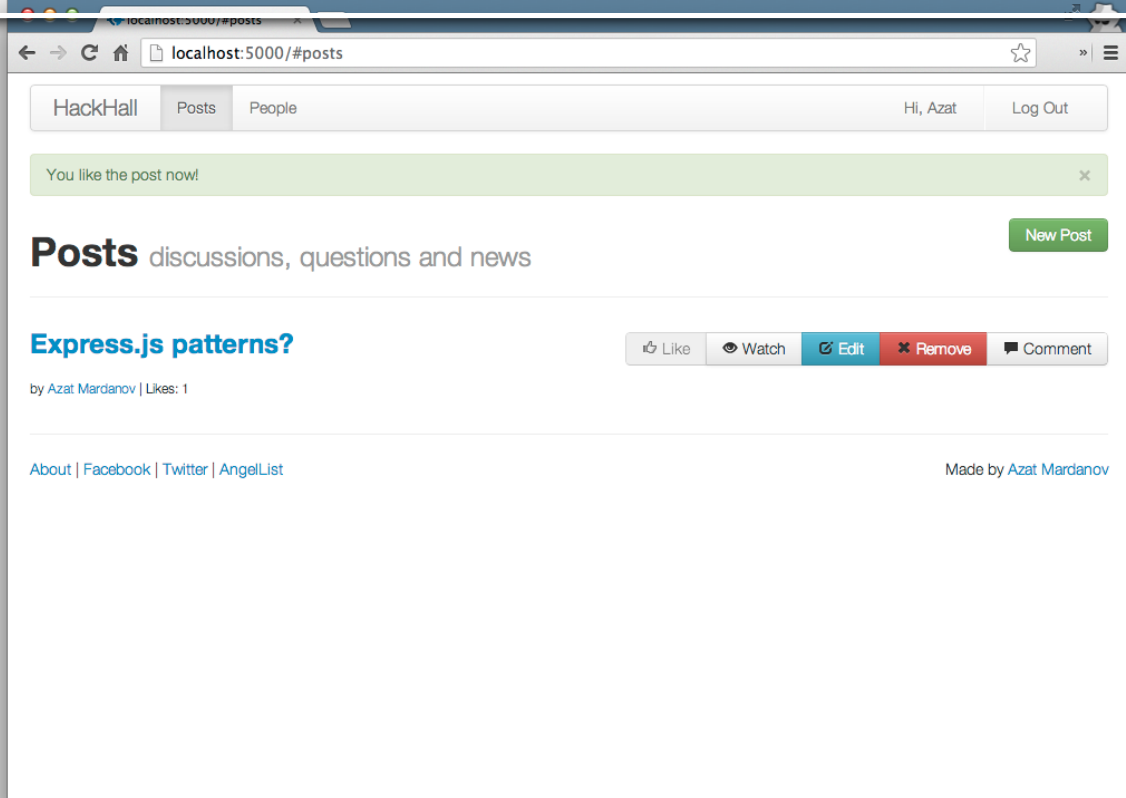 localhost:5000/#posts
localhost:5000/#posts
HackHall Posts People Hi, Azat Log Out
You like the post now!
New Post
Posts discussions, questions and news
Express.js patterns? Like Watch Edit Remove Comment
by Azat Mardanov | Likes: 1
About | Facebook | Twitter | AngelList Made by Azat Mardanov